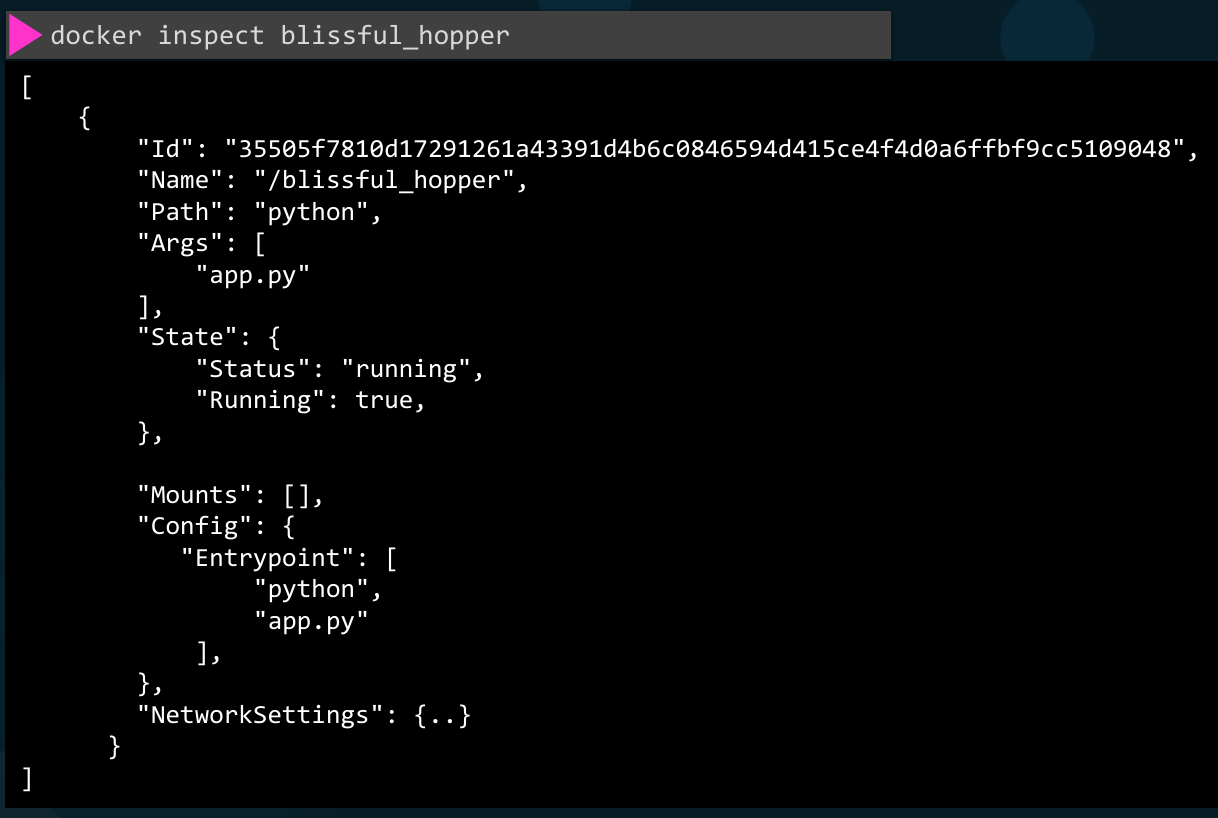 docker inspect blissful_hopper
[
    {
        "Id": "35505f7810d17291261a43391d4b6c0846594d415ce4f4d0a6ffbf9cc5109048",
        "Name": "/blissful_hopper",
        "Path": "python",
        "Args": [
            "app.py"
        ],
        "State": {
            "Status": "running",
            "Running": true,
        },

        "Mounts": [],
        "Config": {
           "Entrypoint": [
                "python",
                "app.py"
            ],
        },
        "NetworkSettings": {..}
      }
]